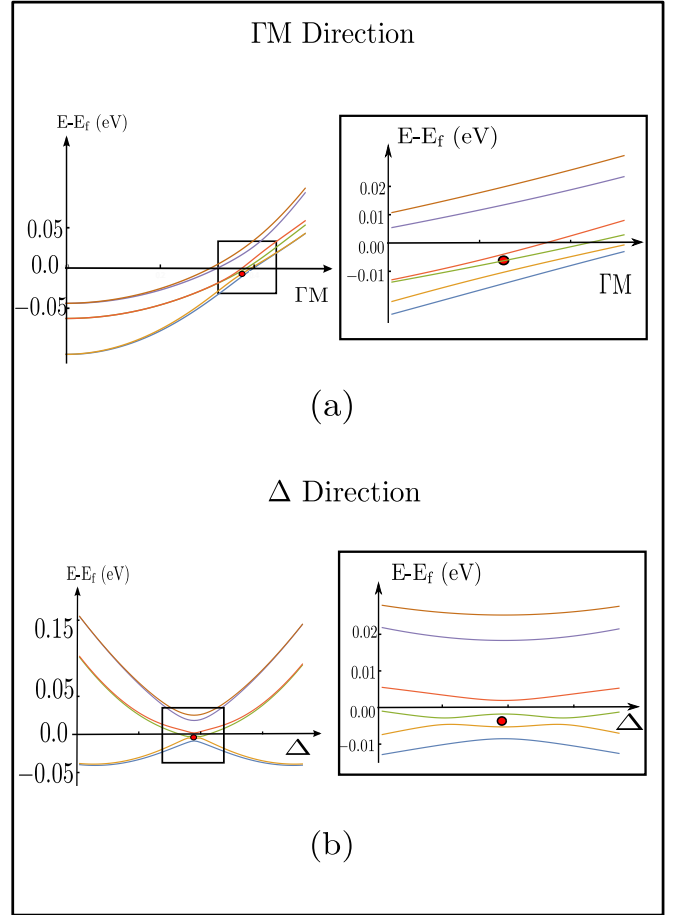 ΓM Direction
E-E_f (eV)
0.05
0.0
−0.05
ΓM
E-E_f (eV)
0.02
0.01
0.00
−0.01
ΓM
(a)
Δ Direction
E-E_f (eV)
0.15
0.05
0.0
−0.05
Δ
E-E_f (eV)
0.02
0.01
0.00
−0.01
Δ
(b)